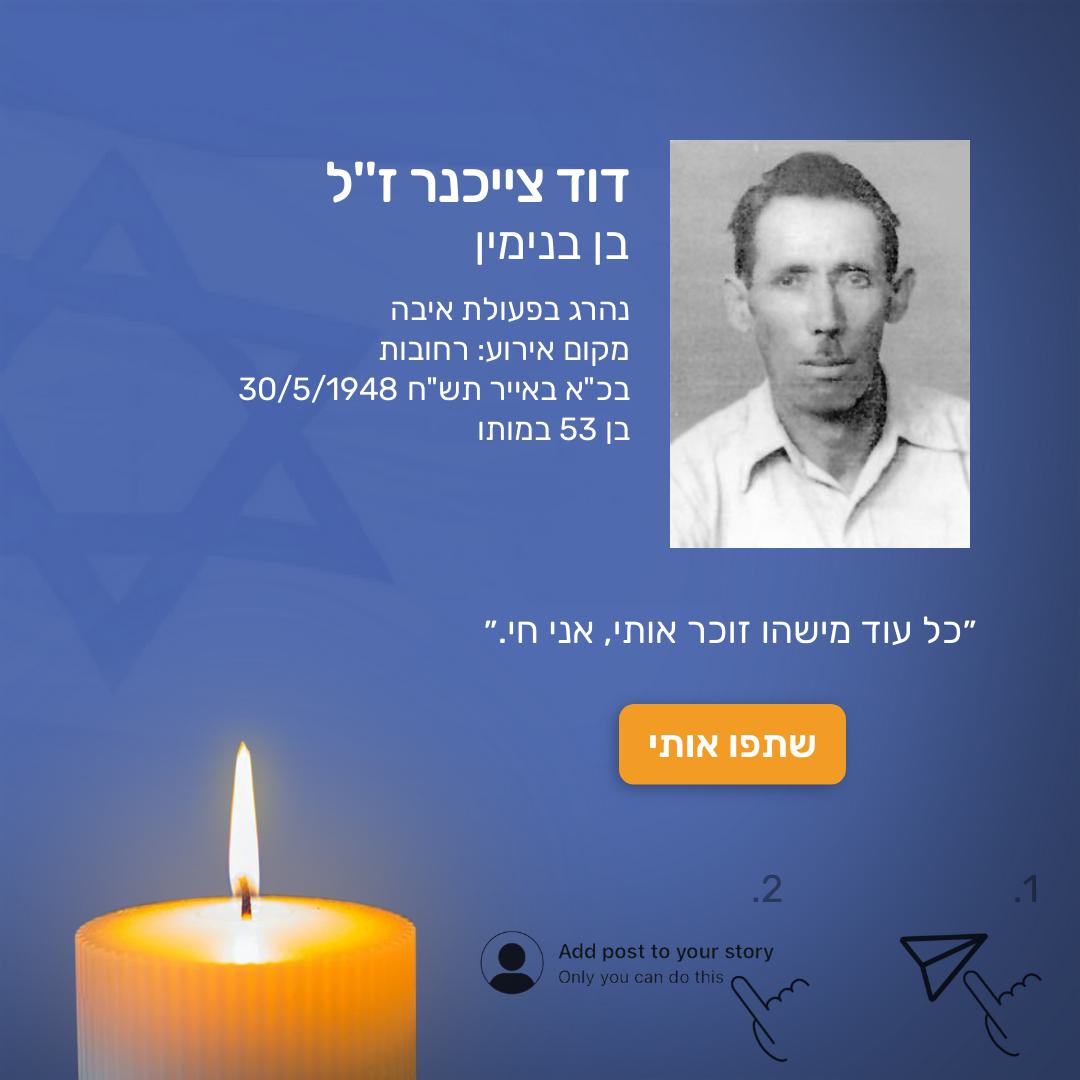 דוד צייכנר ז"ל
בן בנימין
נהרג בפעולת איבה
מקום אירוע: רחובות
בכ"א באייר תש"ח 30/5/1948
בן 53 במותו
״כל עוד מישהו זוכר אותי, אני חי.״
שתפו אותי
1.
2.
Add post to your story
Only you can do this